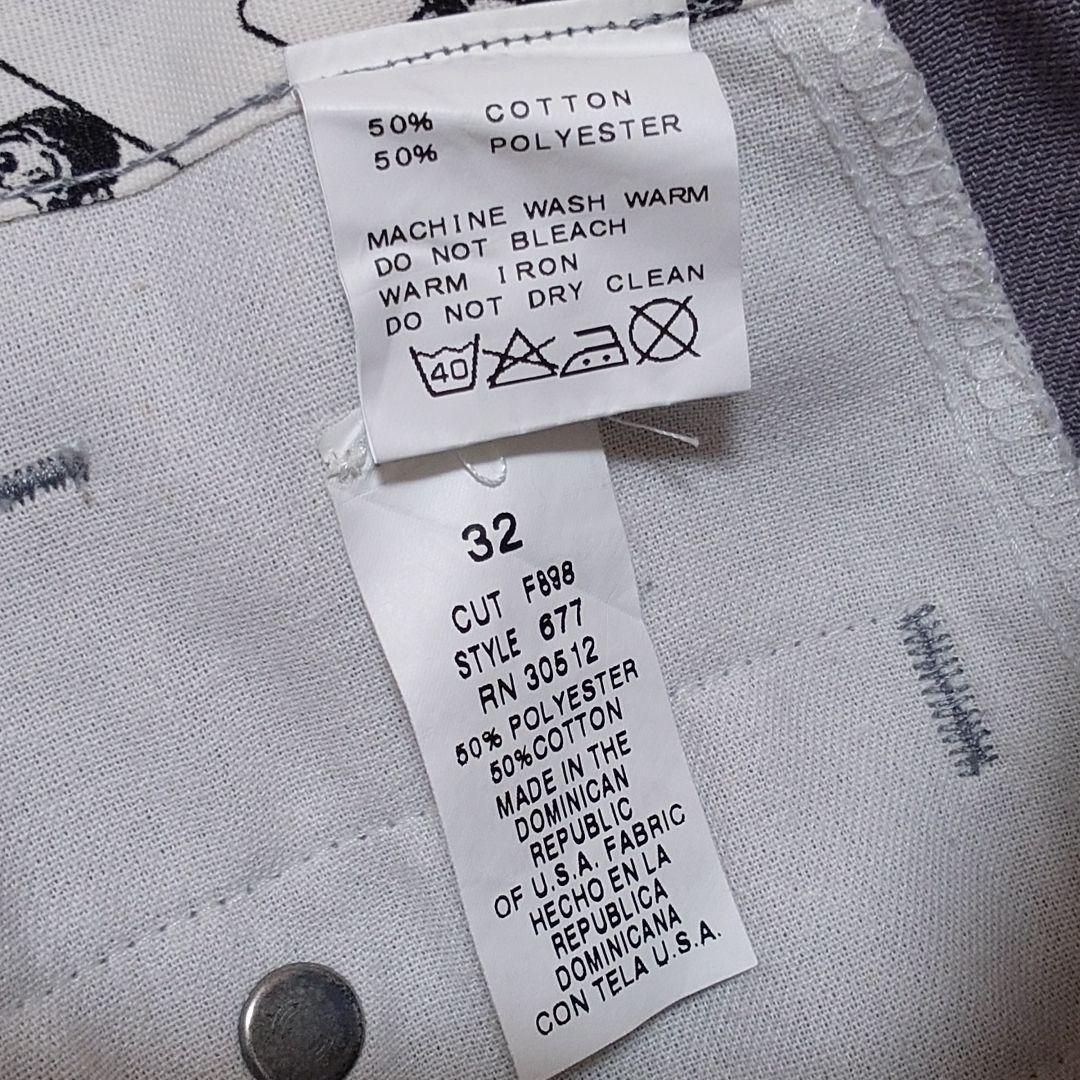 50% COTTON
50% POLYESTER
MACHINE WASH WARM
DO NOT BLEACH
WARM IRON
DO NOT DRY CLEAN
40
32
CUT F898
STYLE 677
RN 30512
50% POLYESTER
50%COTTON
MADE IN THE
DOMINICAN
REPUBLIC
OF U.S.A. FABRIC
HECHO EN LA
REPUBLICA
DOMINICANA
CON TELA U.S.A.